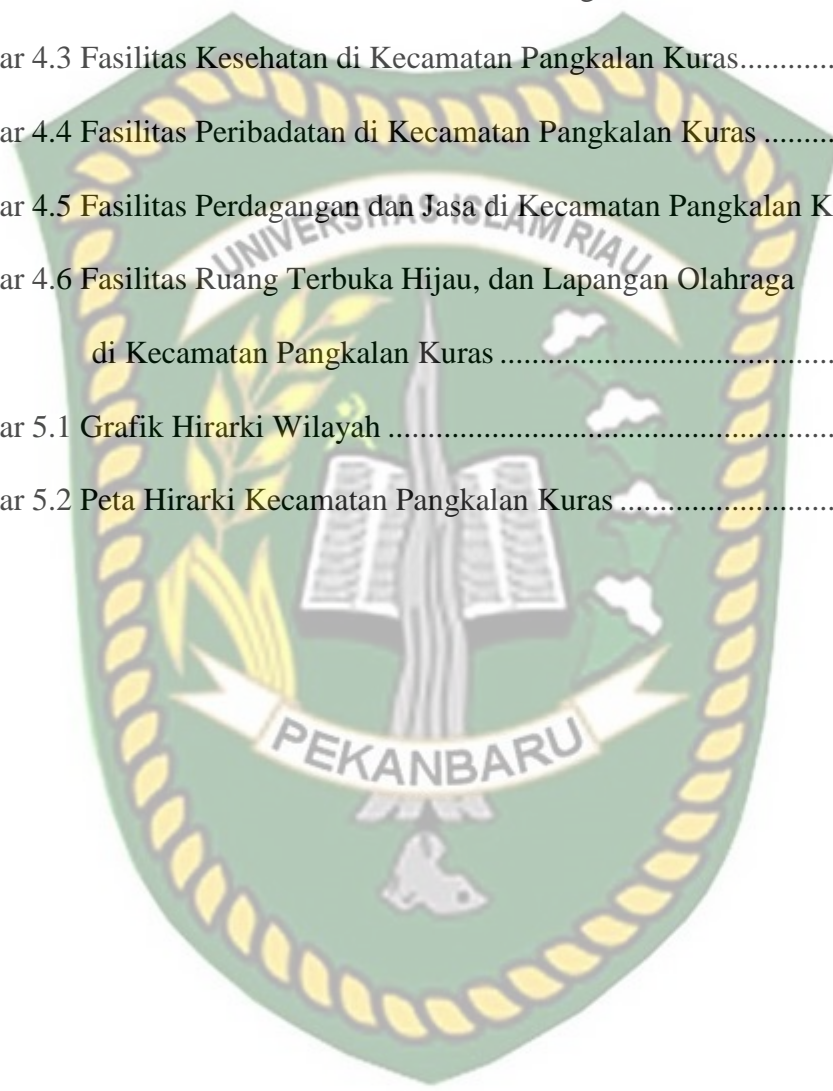 ar 4.3 Fasilitas Kesehatan di Kecamatan Pangkalan Kuras............
ar 4.4 Fasilitas Peribadatan di Kecamatan Pangkalan Kuras .........
ar 4.5 Fasilitas Perdagangan dan Jasa di Kecamatan Pangkalan K
UNIVERSITAS ISLAM RIAU
ar 4.6 Fasilitas Ruang Terbuka Hijau, dan Lapangan Olahraga
di Kecamatan Pangkalan Kuras ..........................................
ar 5.1 Grafik Hirarki Wilayah ........................................................
ar 5.2 Peta Hirarki Kecamatan Pangkalan Kuras ...........................
PEKANBARU